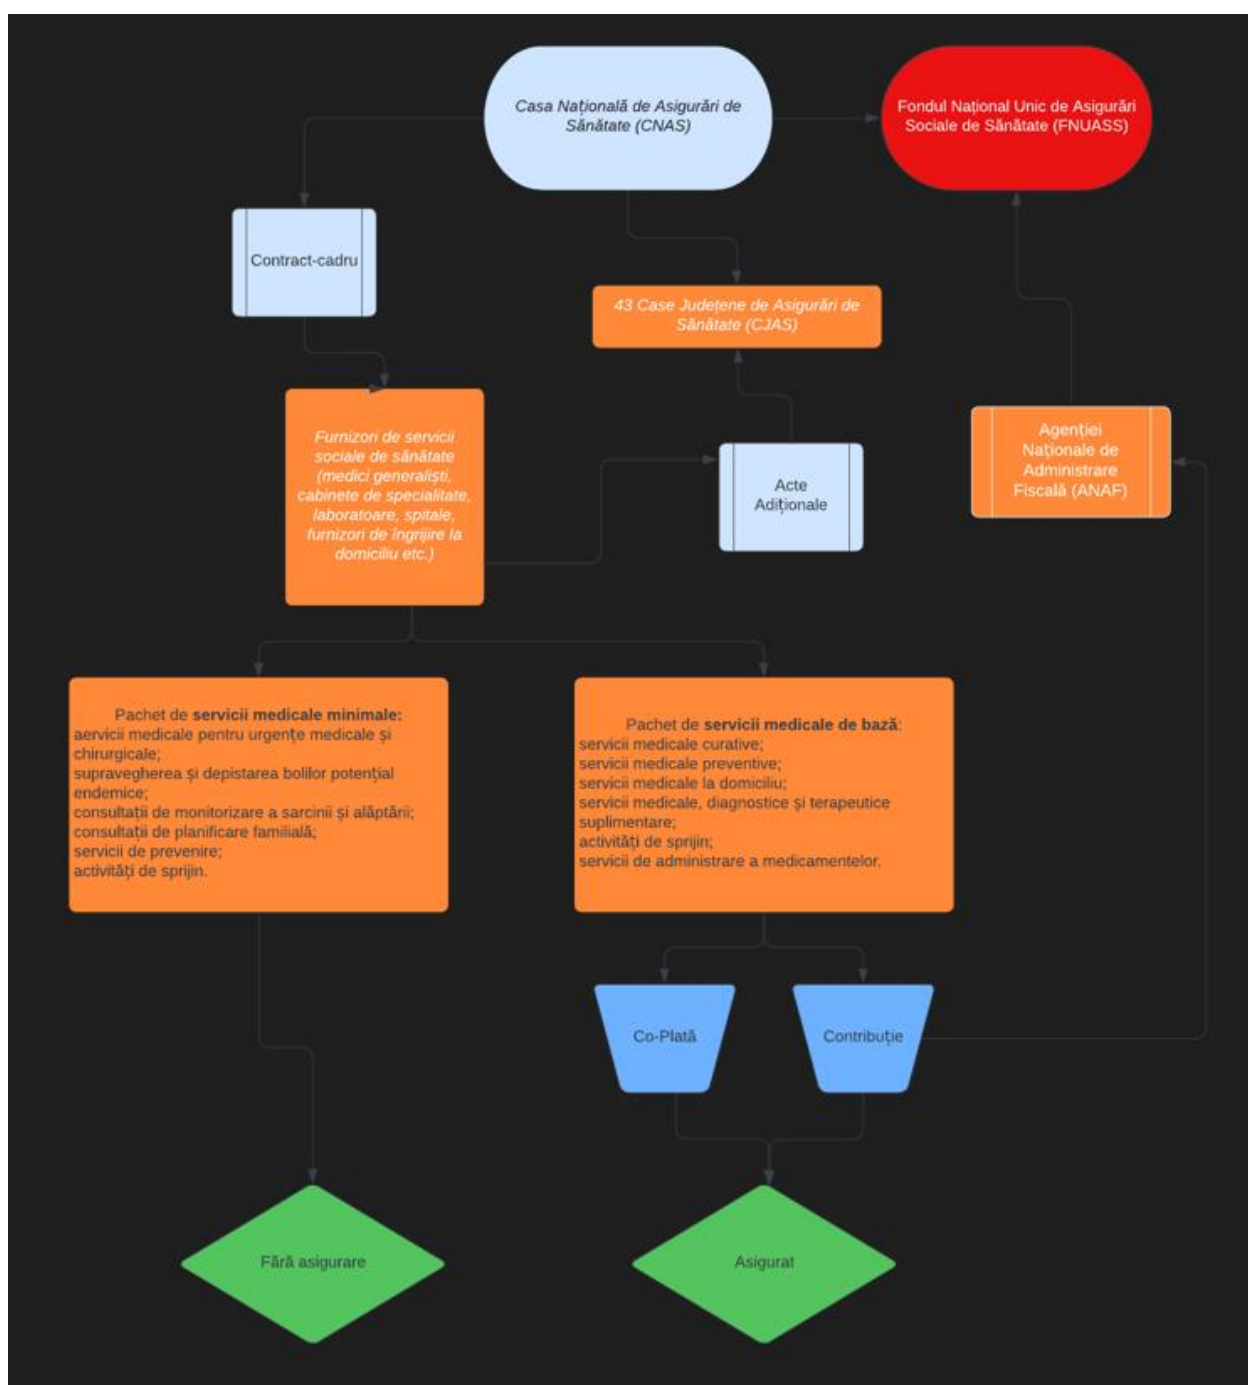 Casa Națională de Asigurări de
Sănătate (CNAS)
Fondul Național Unic de Asigurări
Sociale de Sănătate (FNUASS)
Contract-cadru
43 Case Județene de Asigurări de
Sănătate (CJAS)
Furnizori de servicii
sociale de sănătate
(medici generaliști,
cabinete de specialitate,
laboratoare, spitale,
furnizori de îngrijire la
domiciliu etc.)
Acte
Adiționale
Agenției
Naționale de
Administrare
Fiscală (ANAF)
Pachet de servicii medicale minimale:
aervicii medicale pentru urgențe medicale și
chirurgicale;
supravegherea și depistarea bolilor potențial
endemice;
consultații de monitorizare a sarcinii și alăptării;
consultații de planificare familială;
servicii de prevenire;
activități de sprijin.
Pachet de servicii medicale de bază:
servicii medicale curative;
servicii medicale preventive;
servicii medicale la domiciliu;
servicii medicale, diagnostice și terapeutice
suplimentare;
activități de sprijin;
servicii de administrare a medicamentelor.
Co-Plată
Contribuție
Fără asigurare
Asigurat